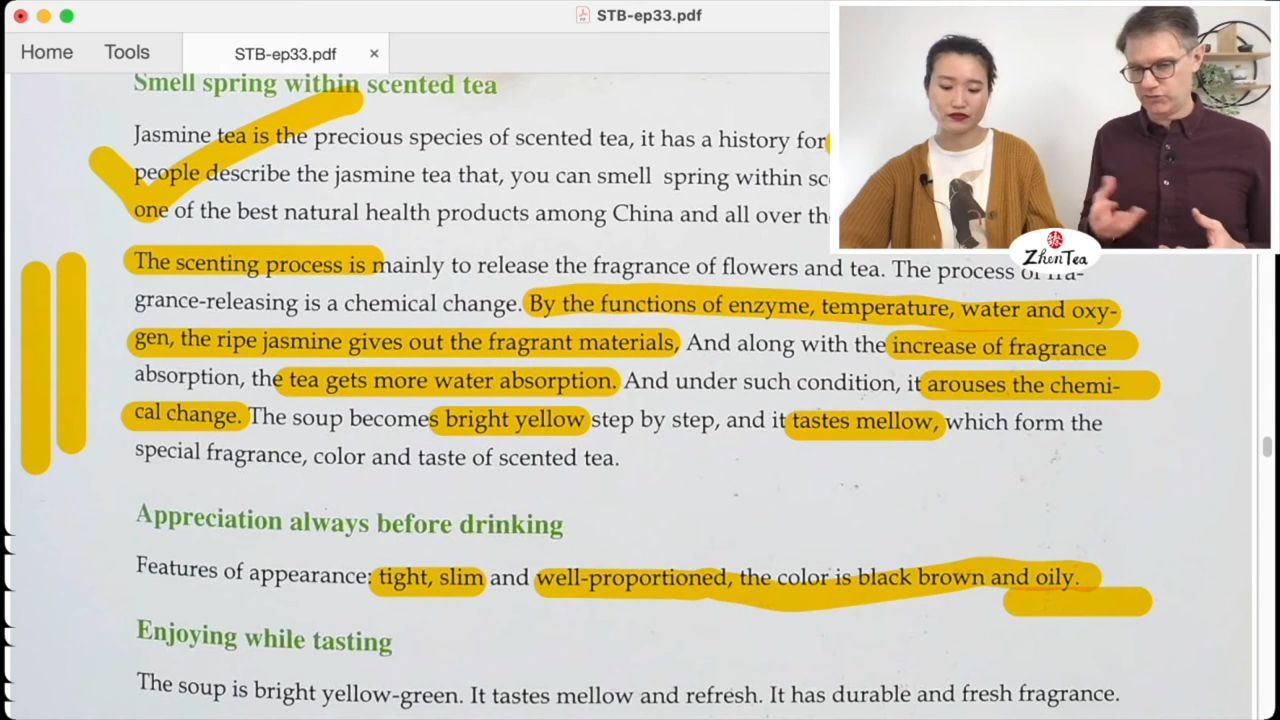 STB-ep33.pdf
Home Tools STB-ep33.pdf ×
Smell spring within scented tea
Jasmine tea is the precious species of scented tea, it has a history for
people describe the jasmine tea that, you can smell spring within sc
one of the best natural health products among China and all over th
ZhenTea
The scenting process is mainly to release the fragrance of flowers and tea. The process of fra-
grance-releasing is a chemical change. By the functions of enzyme, temperature, water and oxy-
gen, the ripe jasmine gives out the fragrant materials, And along with the increase of fragrance
absorption, the tea gets more water absorption. And under such condition, it arouses the chemi-
cal change. The soup becomes bright yellow step by step, and it tastes mellow, which form the
special fragrance, color and taste of scented tea.
Appreciation always before drinking
Features of appearance: tight, slim and well-proportioned, the color is black brown and oily.
Enjoying while tasting
The soup is bright yellow-green. It tastes mellow and refresh. It has durable and fresh fragrance.